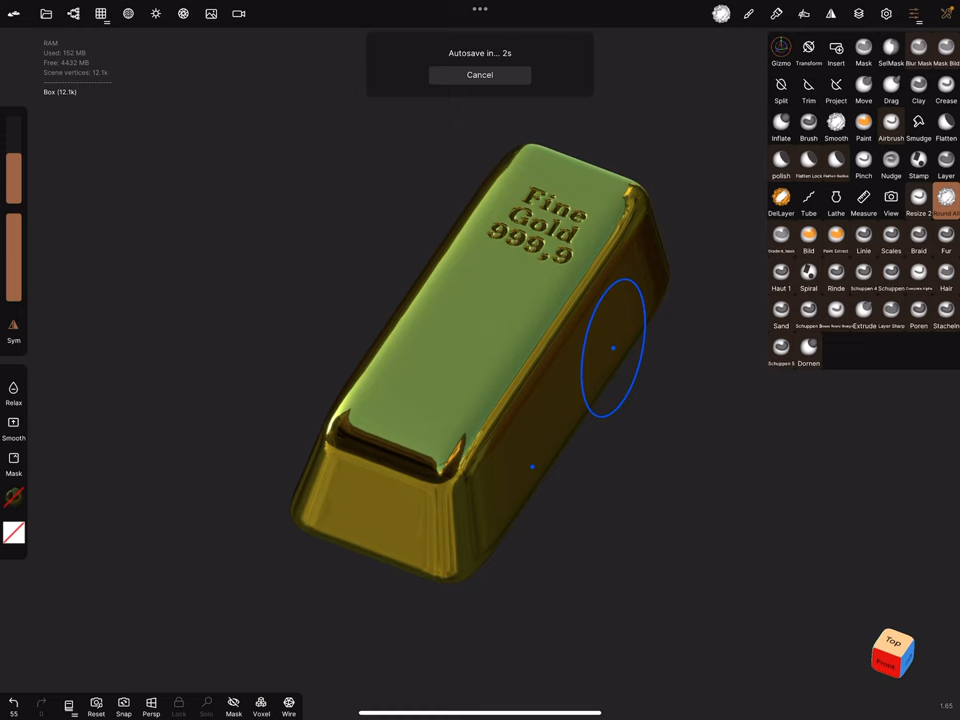 RAM
Used: 152 MB
Free: 4432 MB
Scene vertices: 12.1k
Box (12.1k)
Autosave in... 2s
Cancel
Gizmo Transform Insert Mask SelMask Blur Mask Mask Bild
Split Trim Project Move Drag Clay Crease
Inflate Brush Smooth Paint Airbrush Smudge Flatten
polish Flatten Lock Flatten Radius Pinch Nudge Stamp Layer
DelLayer Tube Lathe Measure View Resize 2 Round All
Bild Paint Extract Linie Scales Braid Fur
Haut 1 Spiral Rinde Schuppen 4 Schuppen Hair
Sand Schuppen Extrude Layer Sharp Poren Stacheln
Schuppen 5 Dornen
Fine
Gold
999,9
Sym
Relax
Smooth
Mask
Top
Front
55 0 Reset Snap Persp Lock Solo Mask Voxel Wire
1.65